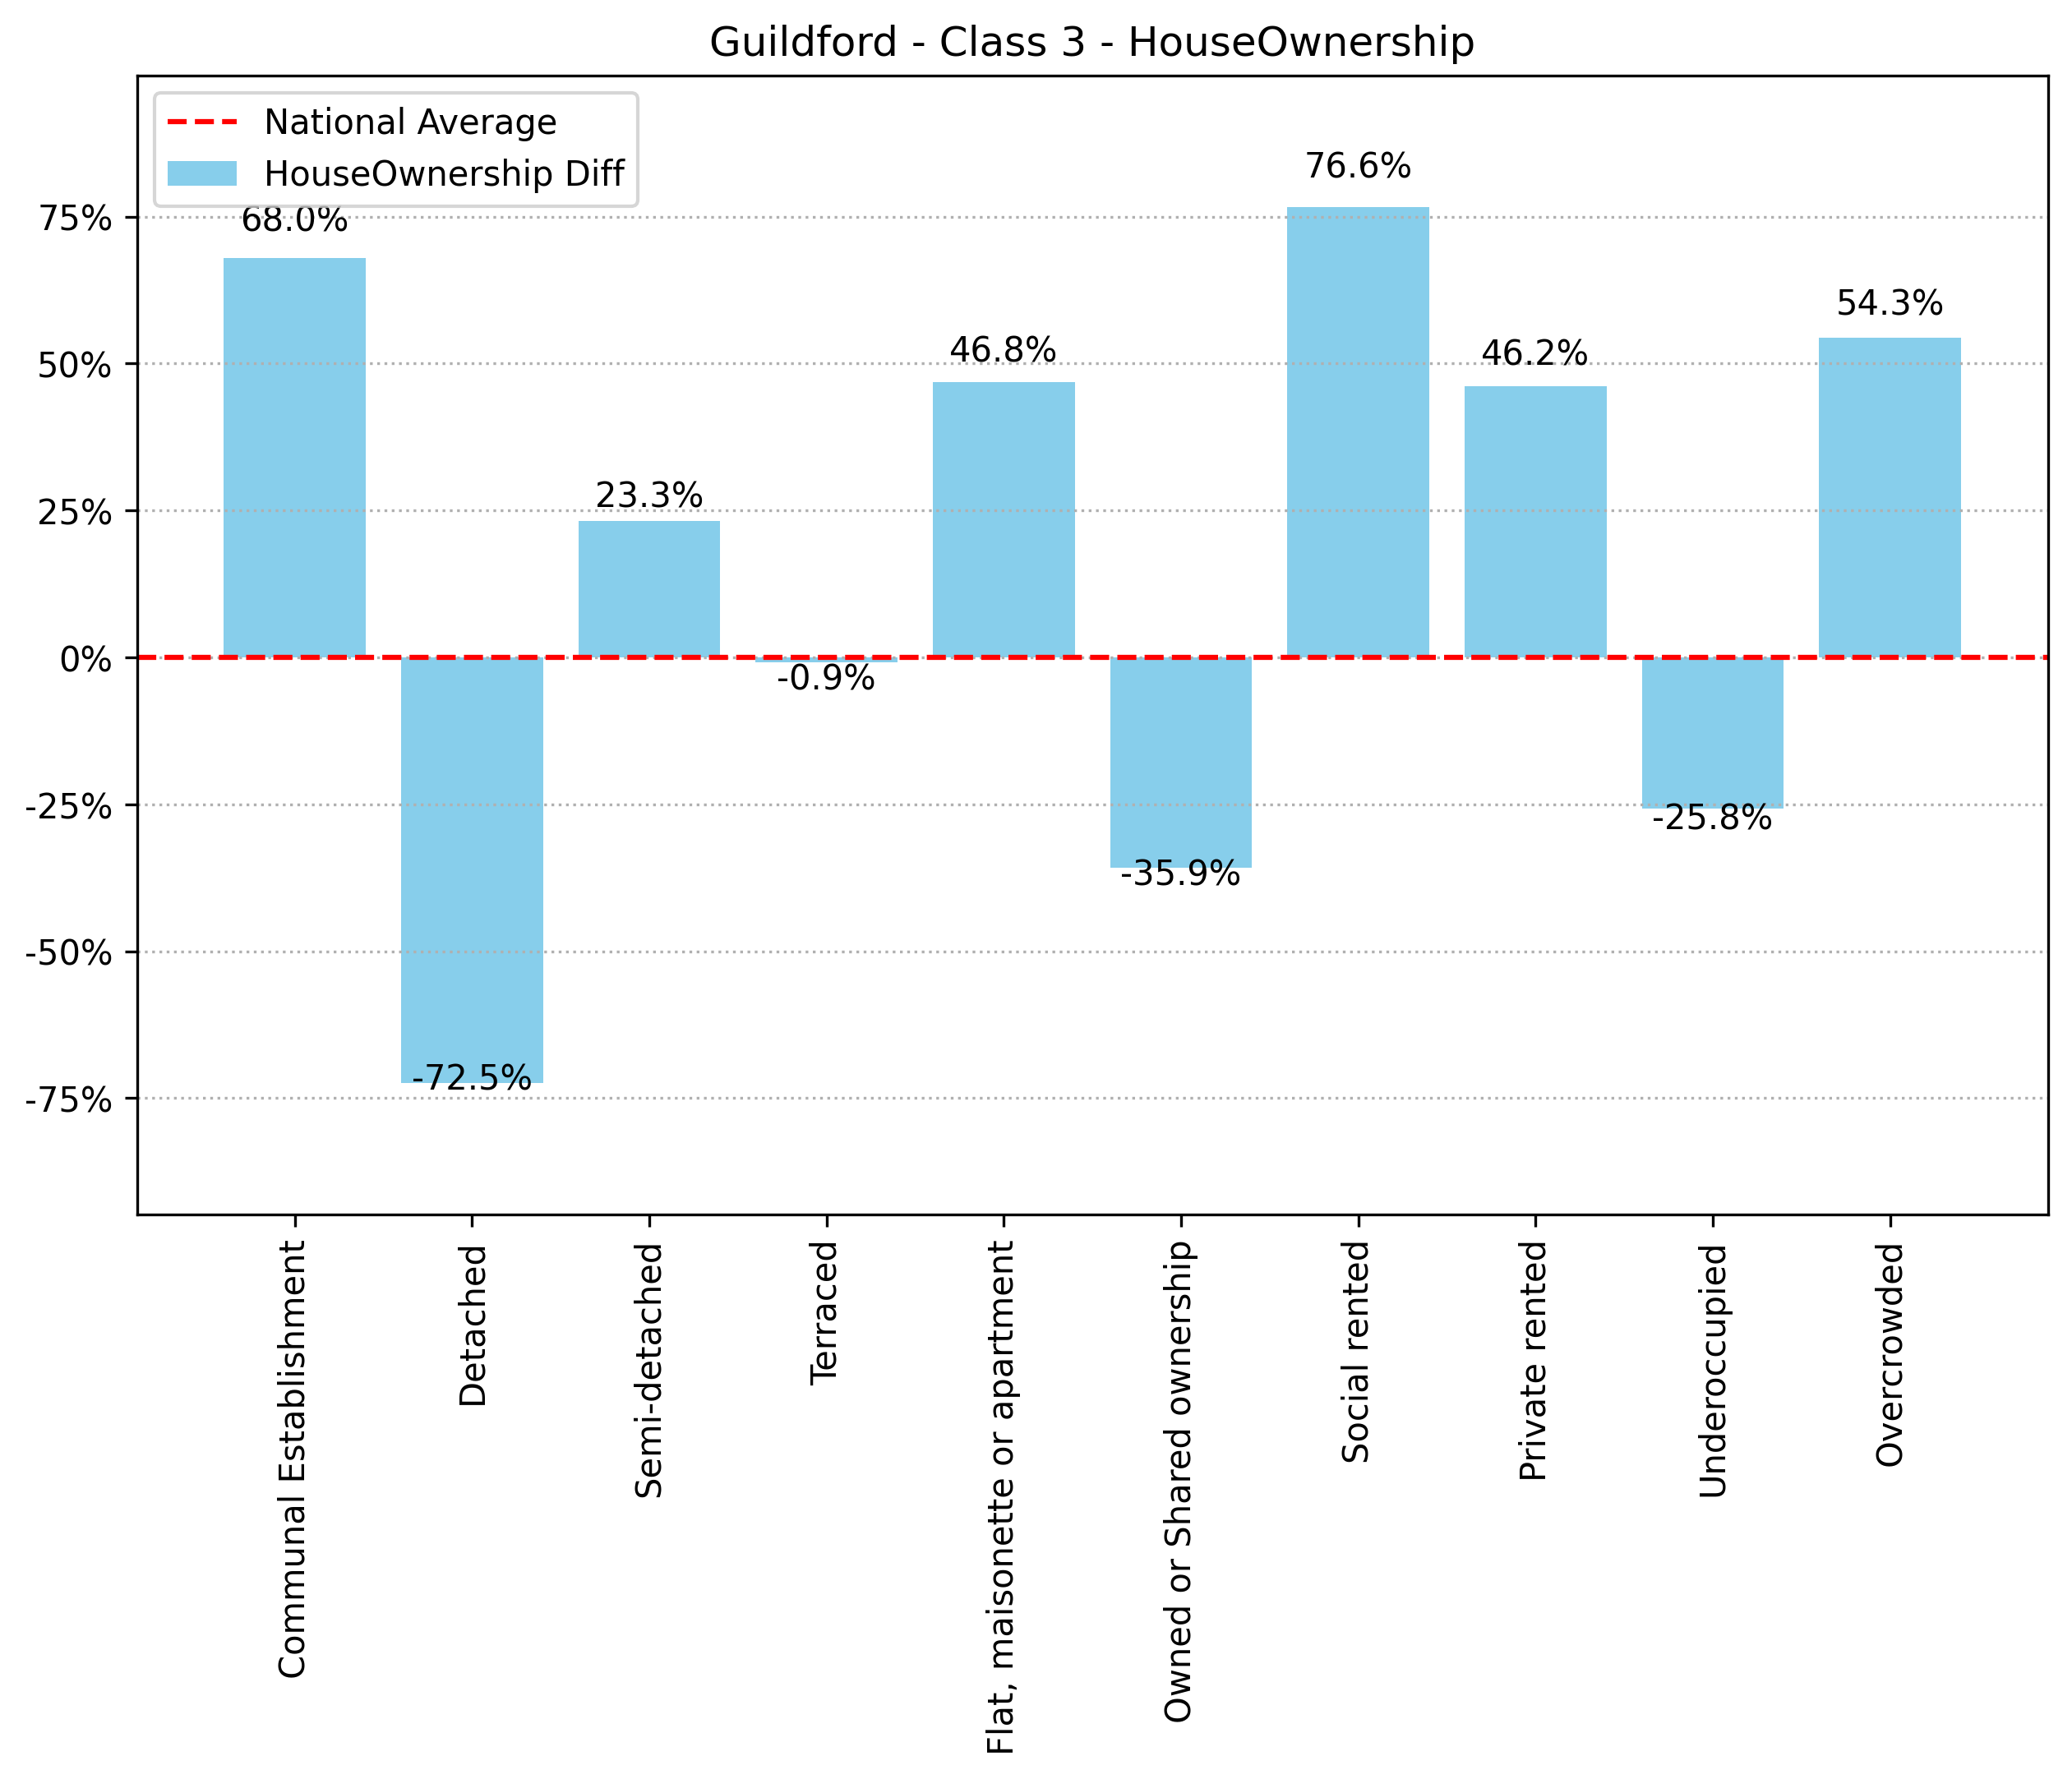 Guildford - Class 3 - HouseOwnership
National Average
HouseOwnership Diff
75%
50%
25%
0%
-25%
-50%
-75%
68.0%
-72.5%
23.3%
-0.9%
46.8%
-35.9%
76.6%
46.2%
-25.8%
54.3%
Communal Establishment
Detached
Semi-detached
Terraced
Flat, maisonette or apartment
Owned or Shared ownership
Social rented
Private rented
Underoccupied
Overcrowded